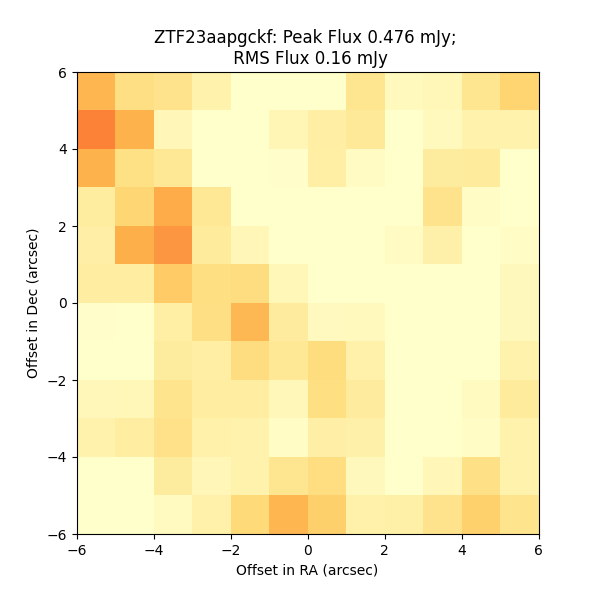 ZTF23aapgckf: Peak Flux 0.476 mJy;
RMS Flux 0.16 mJy
6
4
2
0
−2
−4
−6
Offset in Dec (arcsec)
−6 −4 −2 0 2 4 6
Offset in RA (arcsec)